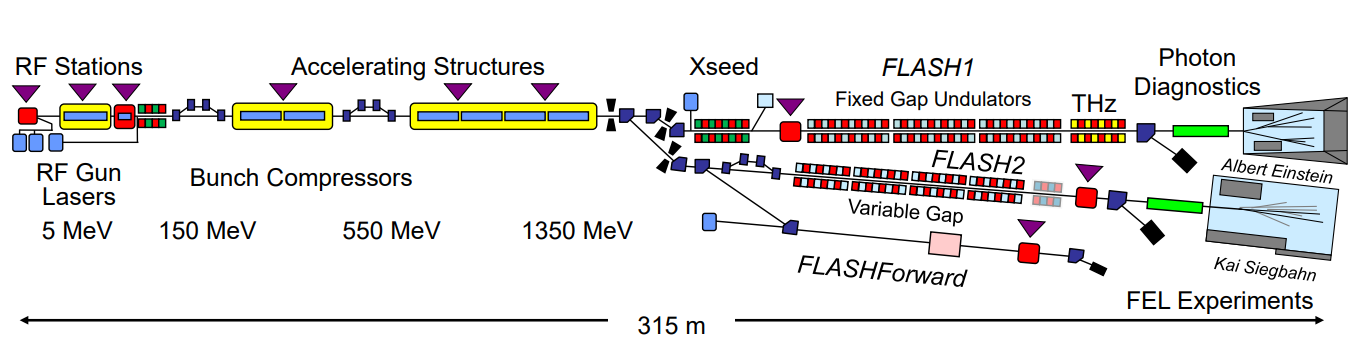 RF Stations
Accelerating Structures
Xseed
FLASH1
Fixed Gap Undulators
THz
Photon
Diagnostics
RF Gun
Lasers
Bunch Compressors
FLASH2
Variable Gap
Albert Einstein
5 MeV
150 MeV
550 MeV
1350 MeV
FLASHForward
Kai Siegbahn
FEL Experiments
315 m